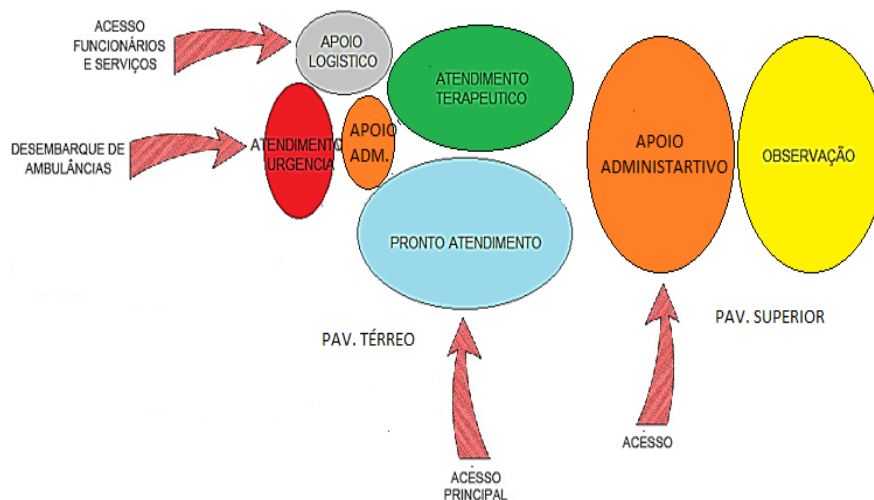 ACESSO
FUNCIONÁRIOS
E SERVIÇOS
APOIO
LOGISTICO
ATENDIMENTO
TERAPEUTICO
DESEMBARQUE DE
AMBULÂNCIAS
ATENDIMENTO
URGENCIA
APOIO
ADM.
PRONTO ATENDIMENTO
APOIO
ADMINISTARTIVO
OBSERVAÇÃO
PAV. TÉRREO
PAV. SUPERIOR
ACESSO
PRINCIPAL
ACESSO